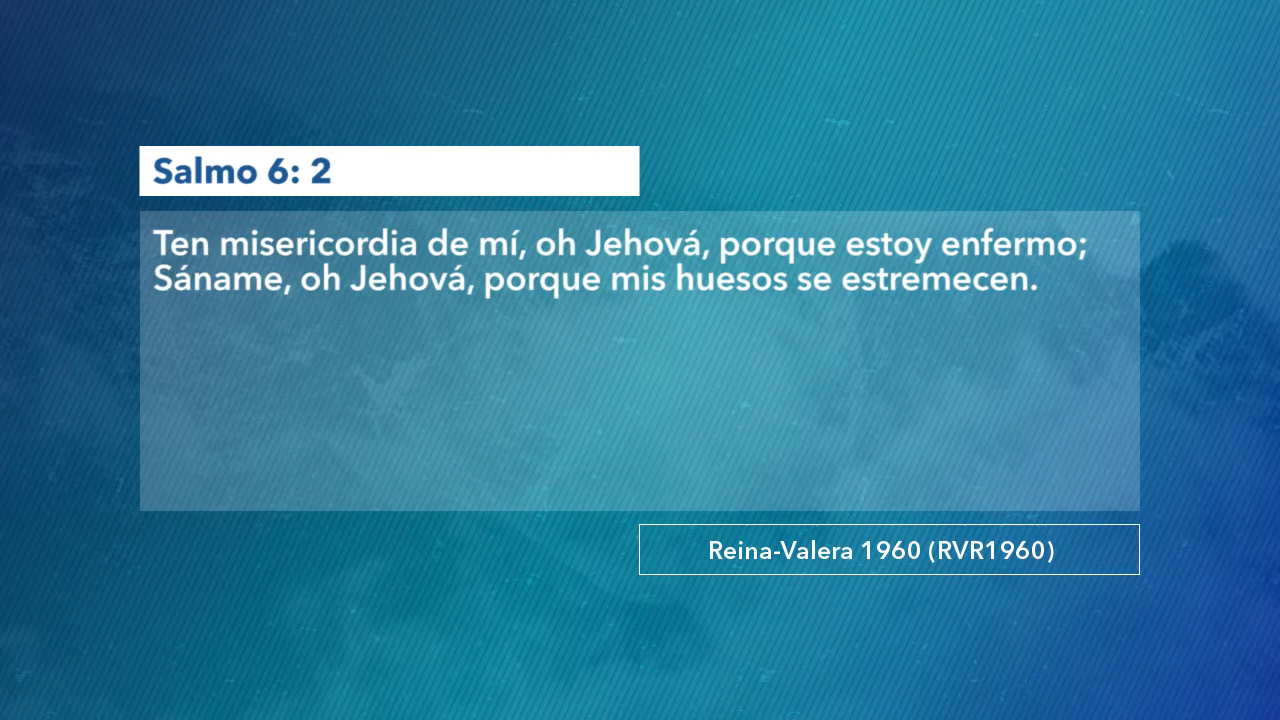 Salmo 6: 2
Ten misericordia de mí, oh Jehová, porque estoy enfermo;
Sáname, oh Jehová, porque mis huesos se estremecen.
Reina-Valera 1960 (RVR1960)